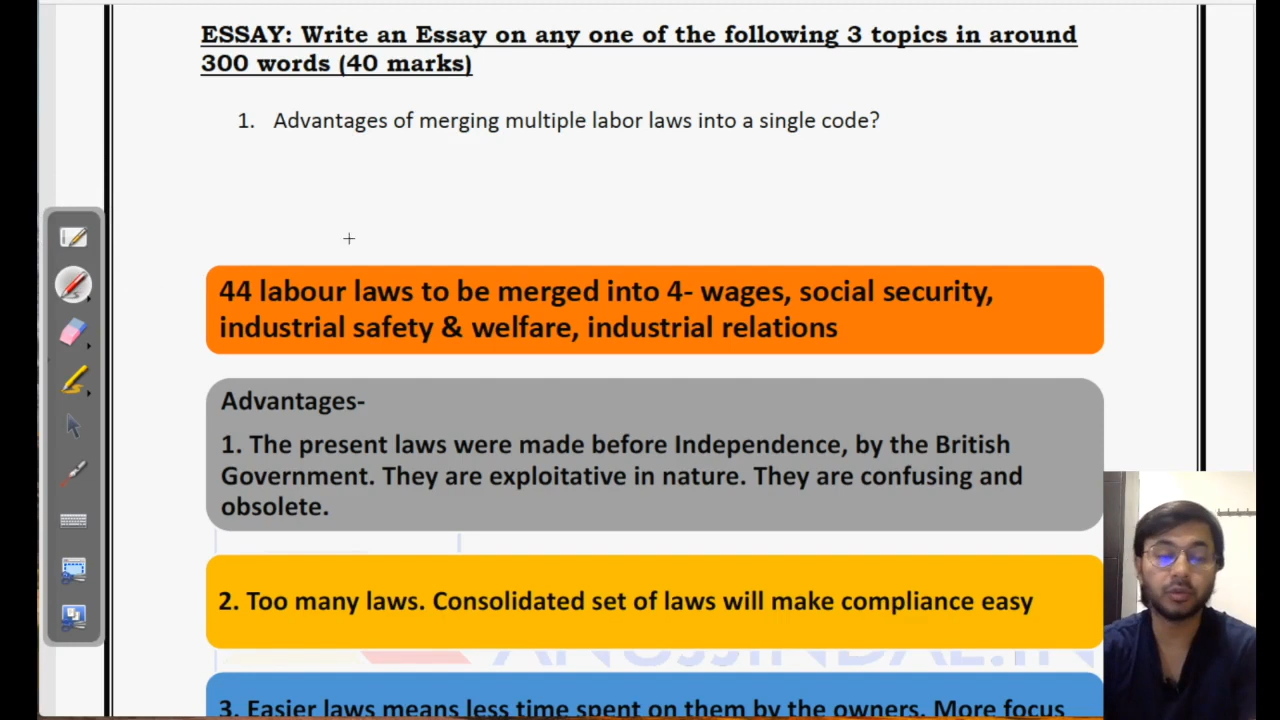 ESSAY: Write an Essay on any one of the following 3 topics in around
300 words (40 marks)
1. Advantages of merging multiple labor laws into a single code?
44 labour laws to be merged into 4- wages, social security,
industrial safety & welfare, industrial relations
Advantages-
1. The present laws were made before Independence, by the British
Government. They are exploitative in nature. They are confusing and
obsolete.
2. Too many laws. Consolidated set of laws will make compliance easy
ANUJJINDAL.IN
3. Easier laws means less time spent on them by the owners. More focus